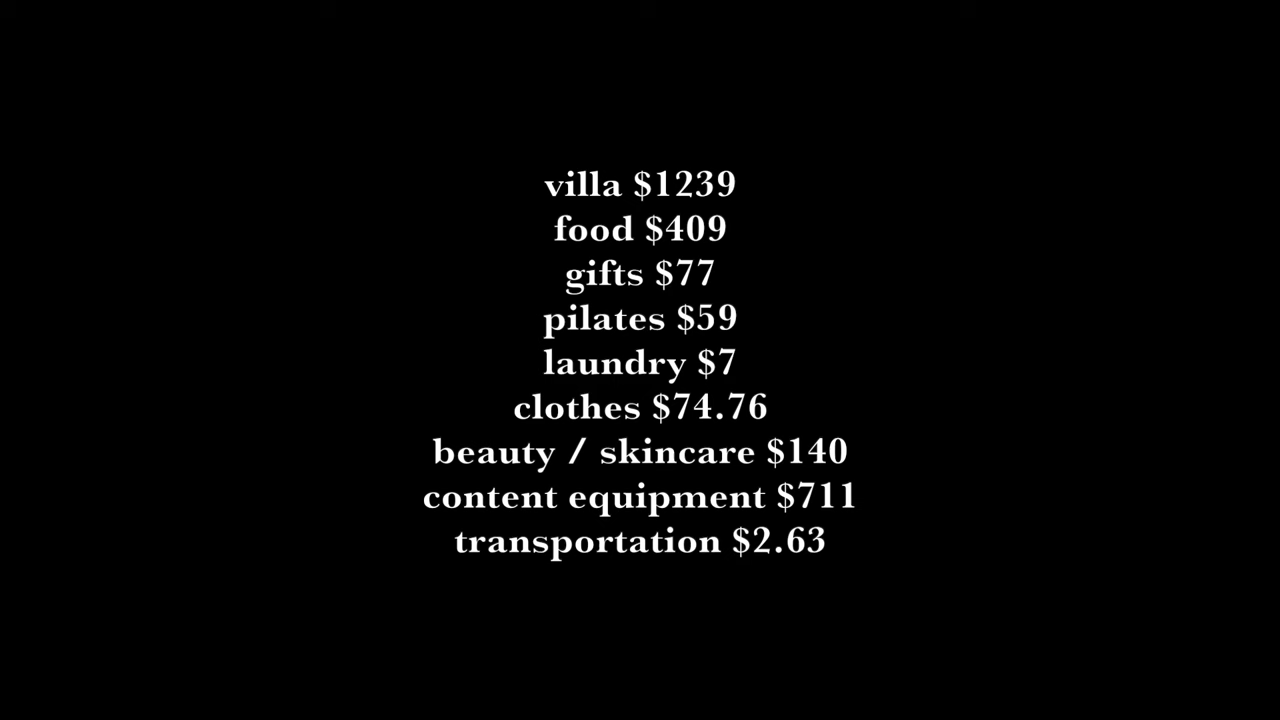 villa $1239
food $409
gifts $77
pilates $59
laundry $7
clothes $74.76
beauty / skincare $140
content equipment $711
transportation $2.63